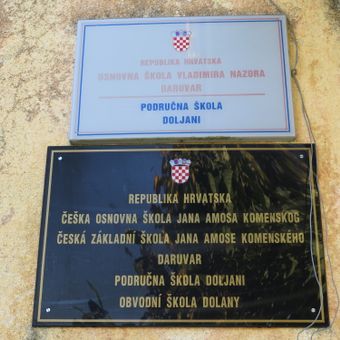 REPUBLIKA HRVATSKA
OSNOVNA ŠKOLA VLADIMIRA NAZORA
DARUVAR
PODRUČNA ŠKOLA
DOLJANI
REPUBLIKA HRVATSKA
ČEŠKA OSNOVNA ŠKOLA JANA AMOSA KOMENSKOG
ČESKÁ ZÁKLADNÍ ŠKOLA JANA AMOSE KOMENSKÉHO
DARUVAR
PODRUČNA ŠKOLA DOLJANI
OBVODNÍ ŠKOLA DOLANY